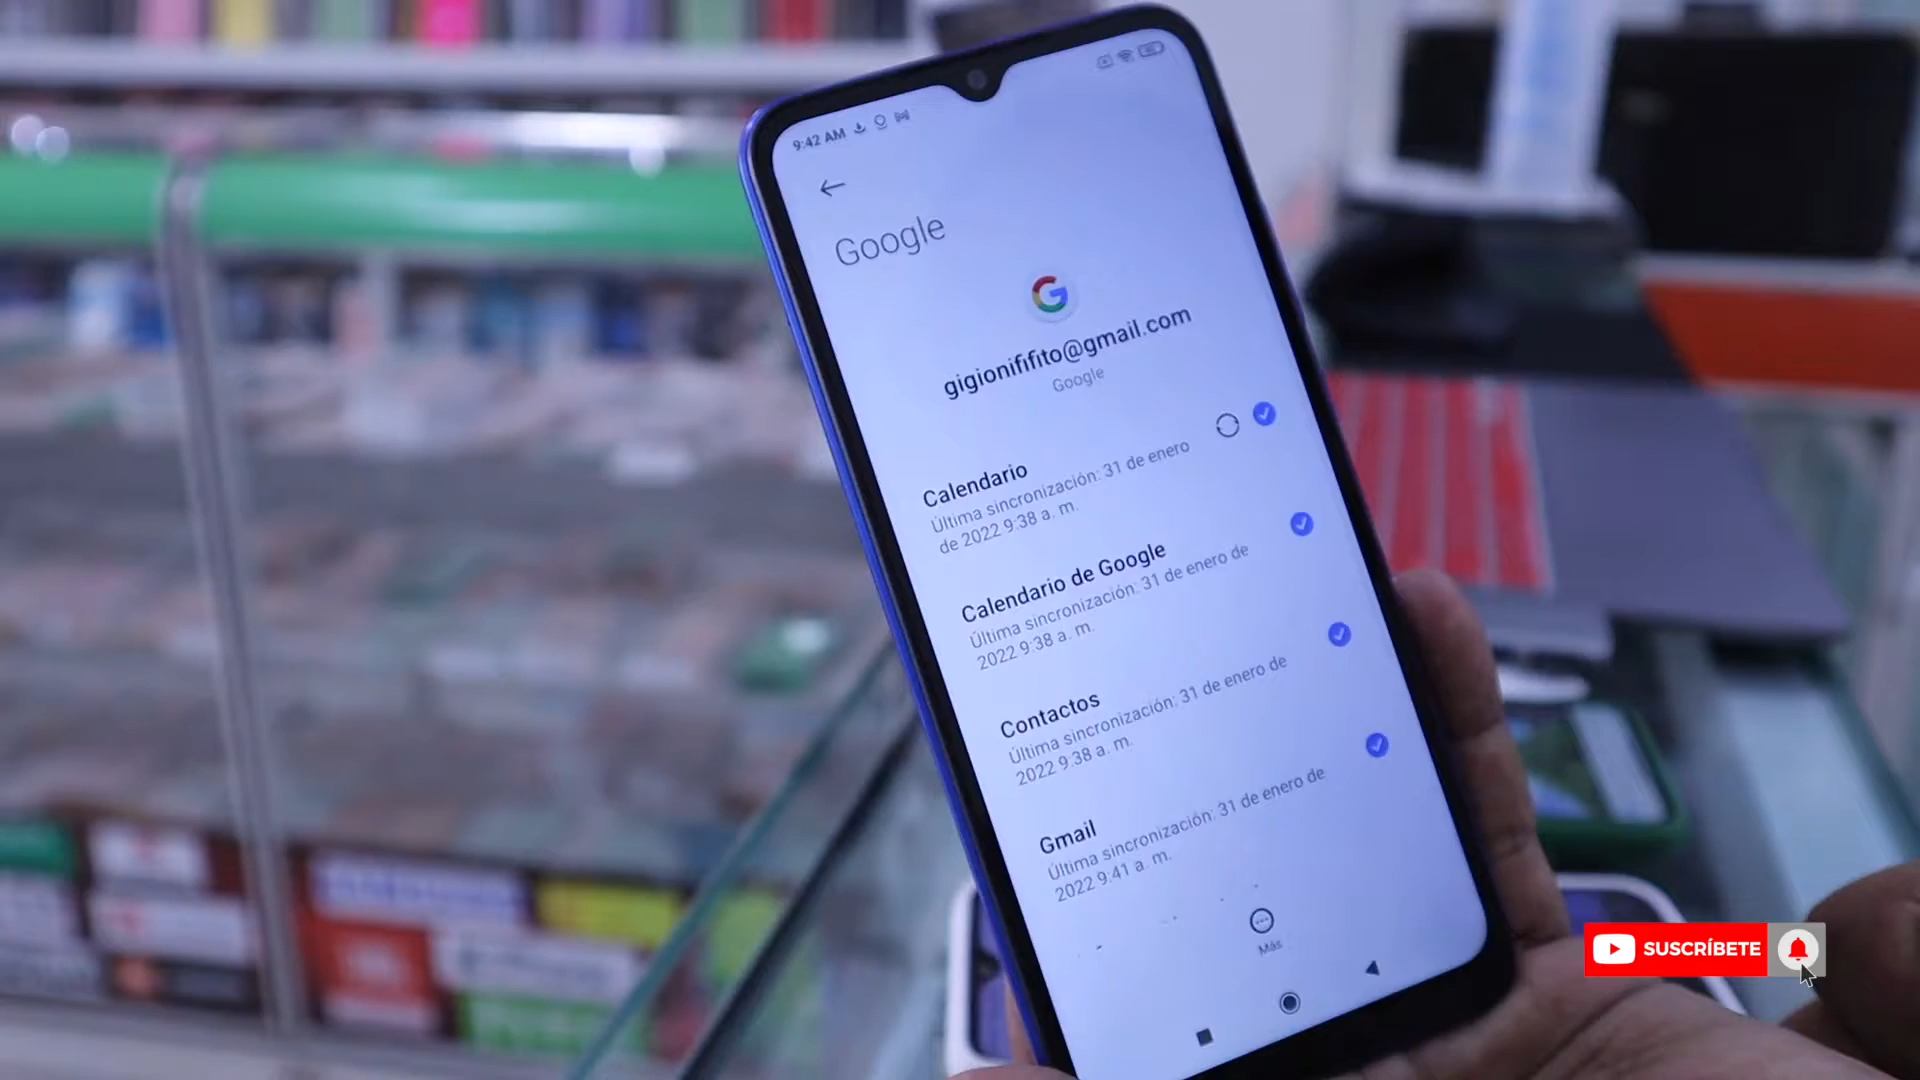 9:42 AM
Google
gigionififito@gmail.com
Google
Calendario
Última sincronización: 31 de enero
de 2022 9:38 a. m.
Calendario de Google
Última sincronización: 31 de enero de
2022 9:38 a. m.
Contactos
Última sincronización: 31 de enero de
2022 9:38 a. m.
Gmail
Última sincronización: 31 de enero de
2022 9:41 a. m.
Más
SUSCRÍBETE